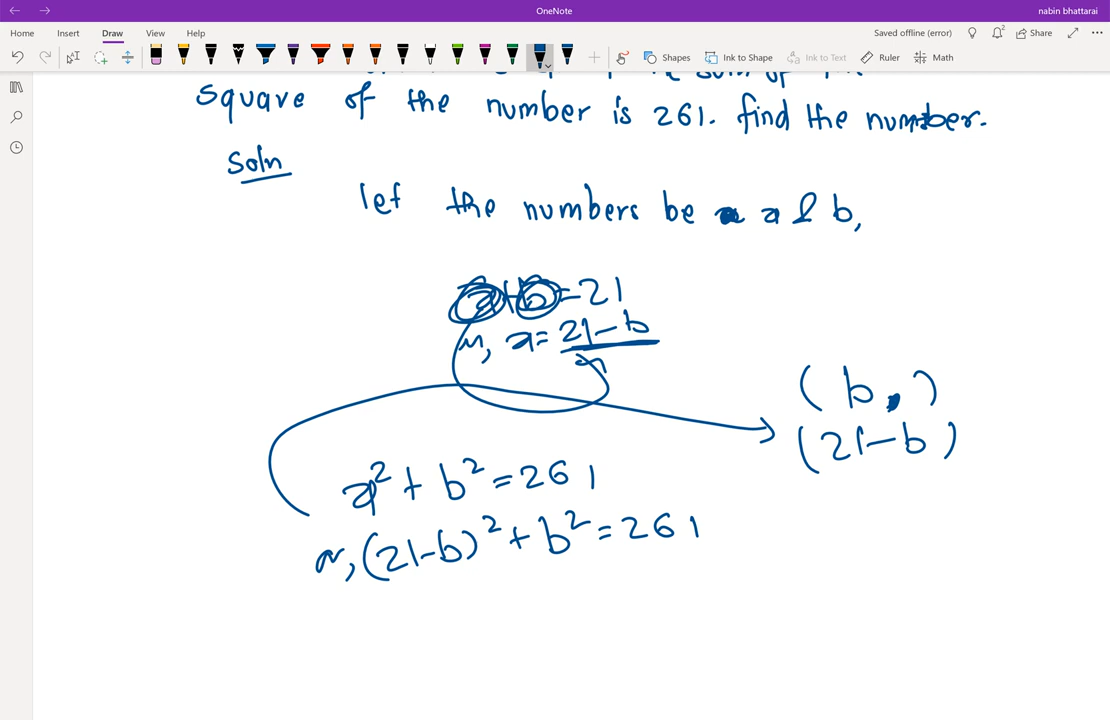 OneNote
nabin bhattarai
Home Insert Draw View Help
Saved offline (error)
Share
Shapes
Ink to Shape
Ink to Text
Ruler
Math
sum of
square of the number is 261. find the number.
Soln
let the numbers be a & b,
a+b=21
or, a=21-b
(b,)
(21-b)
a²+b²=261
or, (21-b)²+b²=261